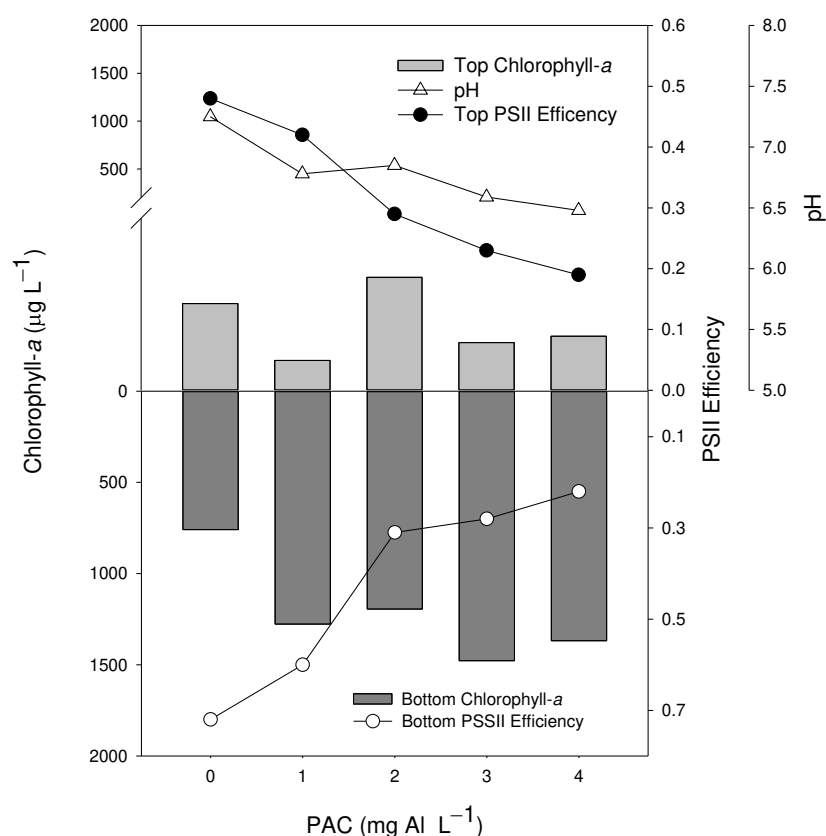 2000
1500
1000
500
0
500
1000
1500
2000
Chlorophyll-a (μg L−1)
Top Chlorophyll-a
pH
Top PSII Efficency
0.6
0.5
0.4
0.3
0.2
0.1
0.0
0.1
0.3
0.5
0.7
PSII Efficiency
8.0
7.5
7.0
6.5
6.0
5.5
5.0
pH
Bottom Chlorophyll-a
Bottom PSSII Efficiency
0 1 2 3 4
PAC (mg Al L−1)